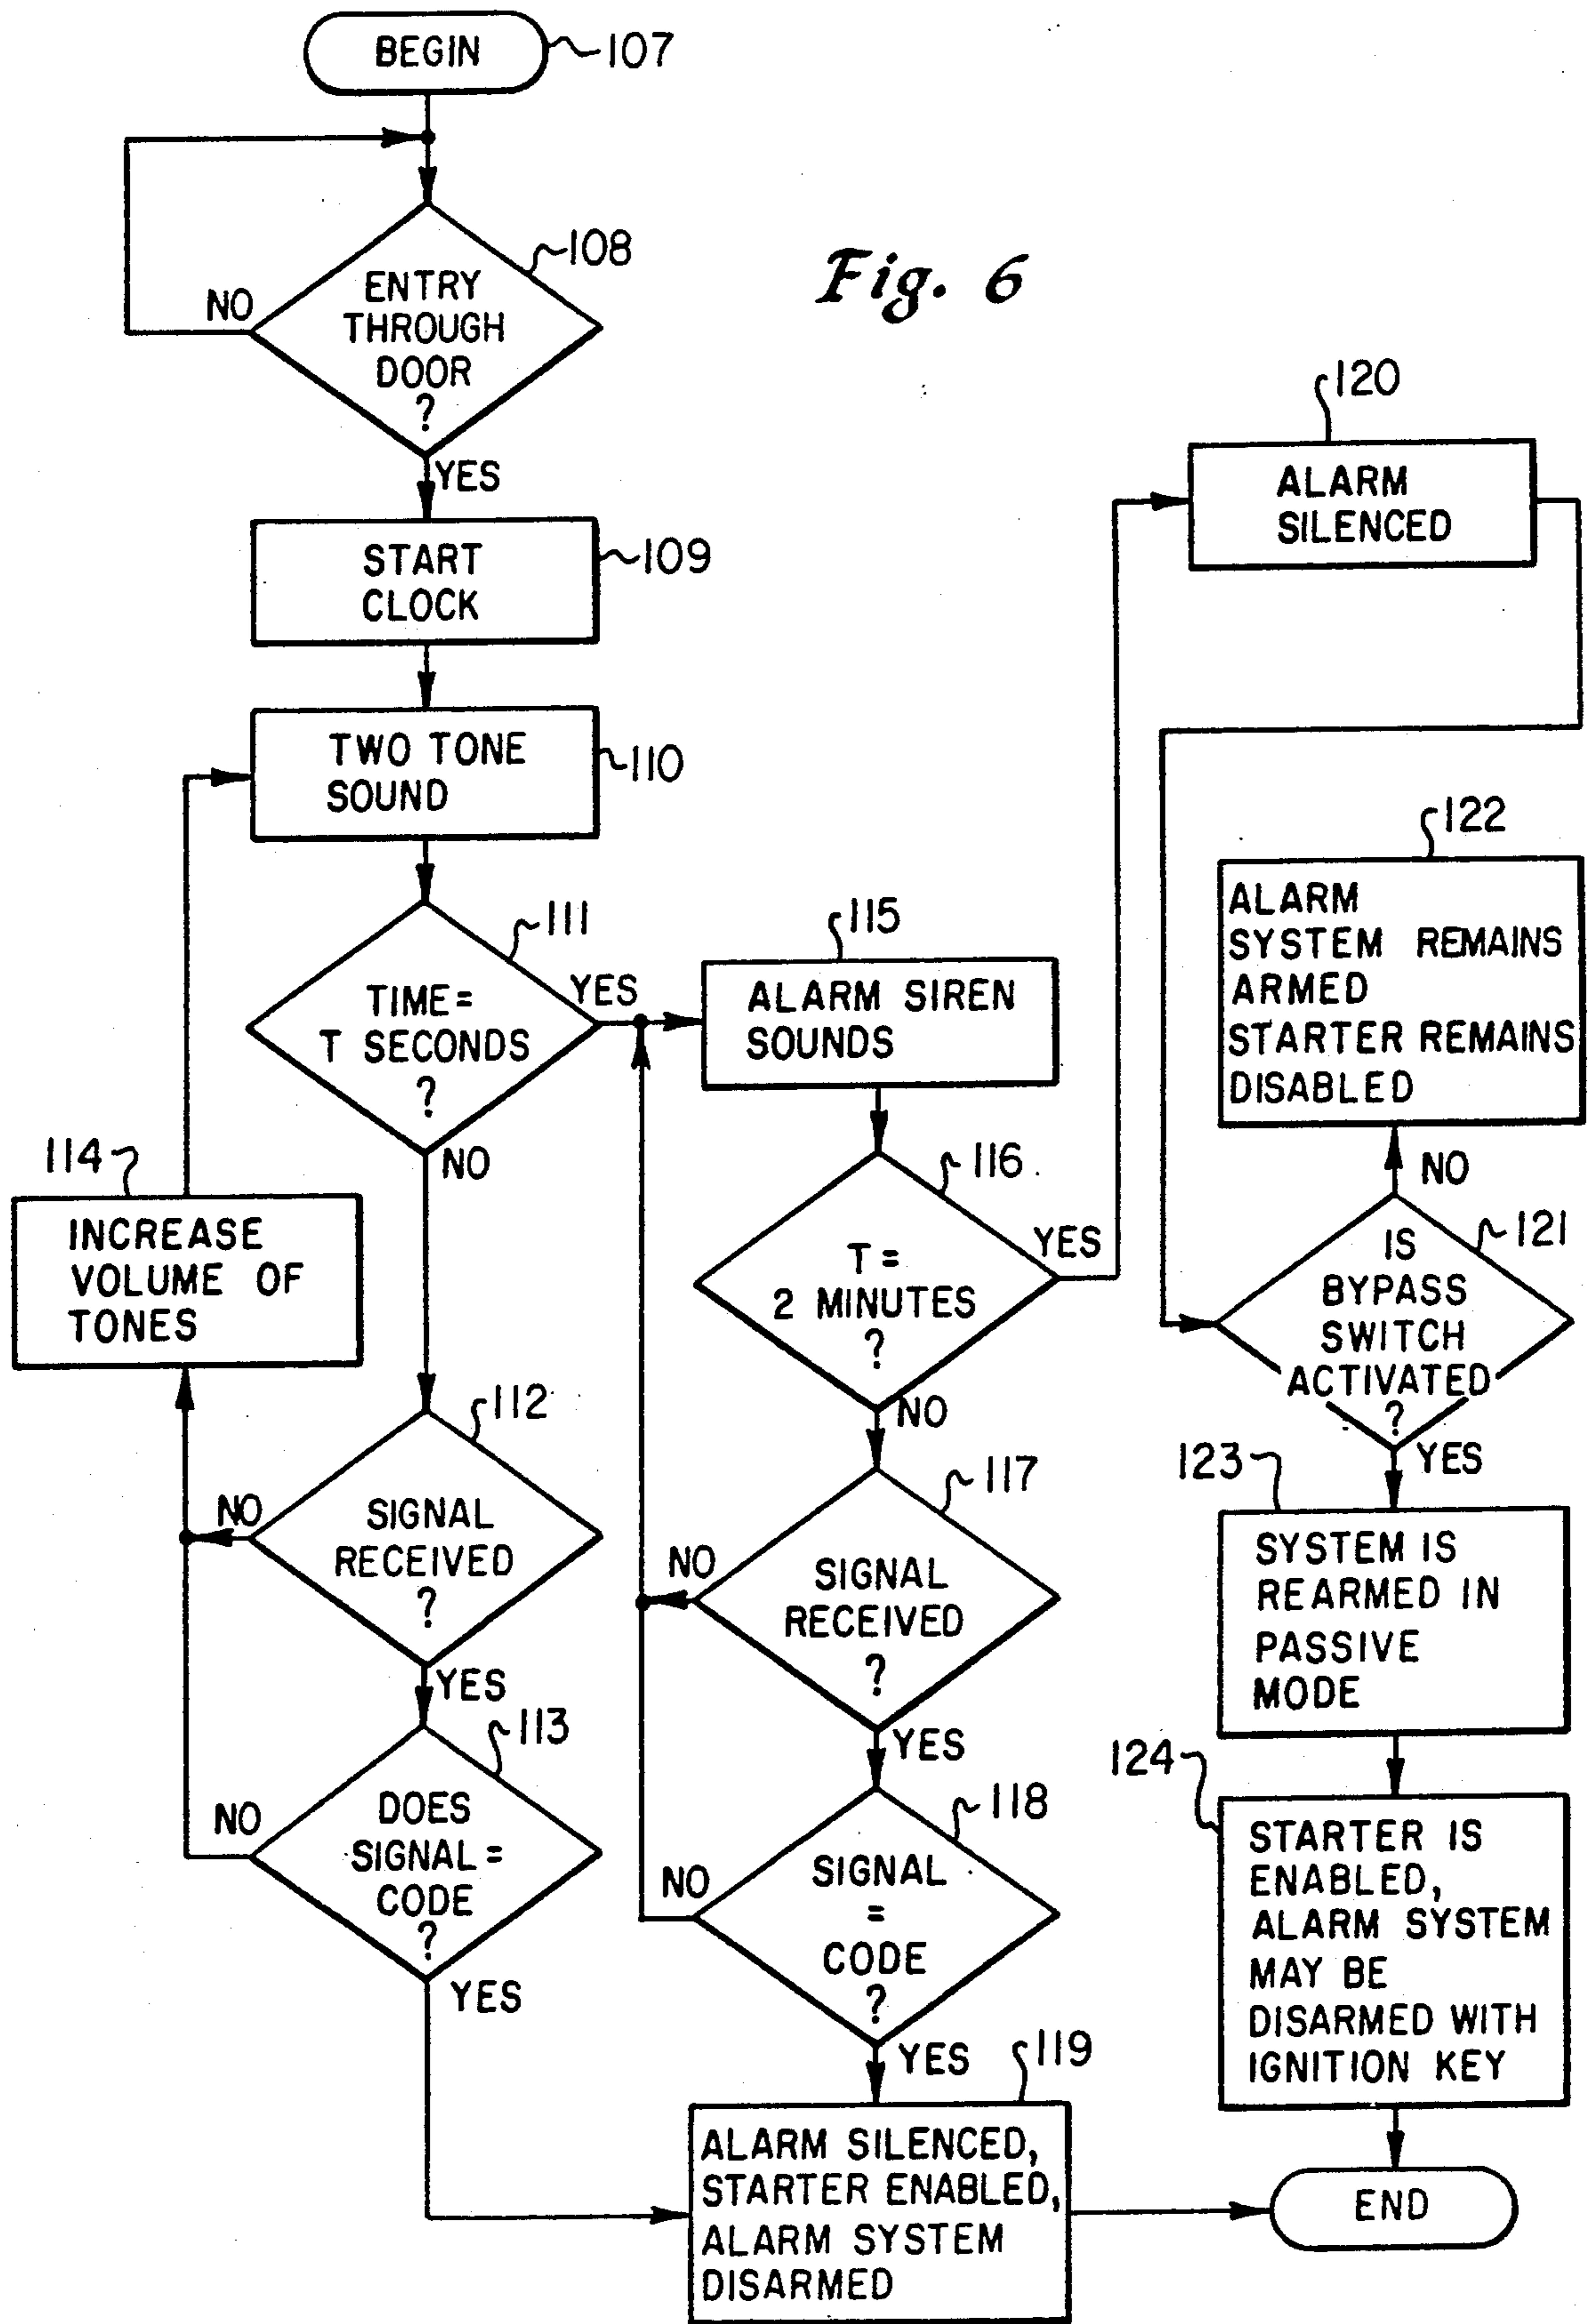 BEGIN
107
108
ENTRY
THROUGH
DOOR
?
NO
YES
Fig. 6
START
CLOCK
109
TWO TONE
SOUND
110
111
TIME=
T SECONDS
?
YES
NO
114
INCREASE
VOLUME OF
TONES
112
SIGNAL
RECEIVED
?
NO
YES
113
DOES
SIGNAL=
CODE
?
NO
YES
115
ALARM SIREN
SOUNDS
116
T=
2 MINUTES
?
YES
NO
117
SIGNAL
RECEIVED
?
NO
YES
118
SIGNAL
=
CODE
?
NO
YES
119
ALARM SILENCED,
STARTER ENABLED,
ALARM SYSTEM
DISARMED
120
ALARM
SILENCED
122
ALARM
SYSTEM REMAINS
ARMED
STARTER REMAINS
DISABLED
NO
121
IS
BYPASS
SWITCH
ACTIVATED
?
YES
123
SYSTEM IS
REARMED IN
PASSIVE
MODE
124
STARTER IS
ENABLED,
ALARM SYSTEM
MAY BE
DISARMED WITH
IGNITION KEY
END